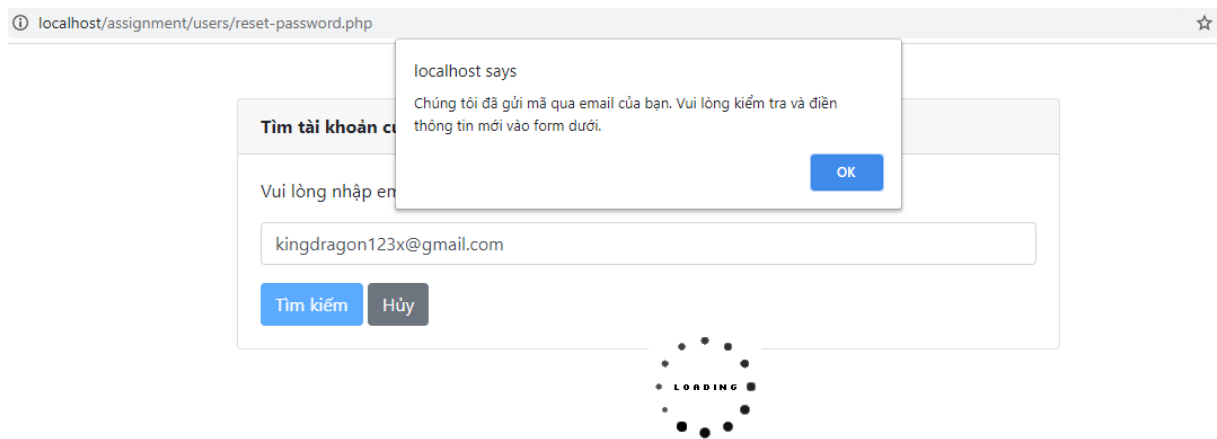 localhost/assignment/users/reset-password.php
localhost says
Chúng tôi đã gửi mã qua email của bạn. Vui lòng kiểm tra và điền
thông tin mới vào form dưới.
OK
Tìm tài khoản
Vui lòng nhập
kingdragon123x@gmail.com
Tìm kiếm Hủy
LOADING